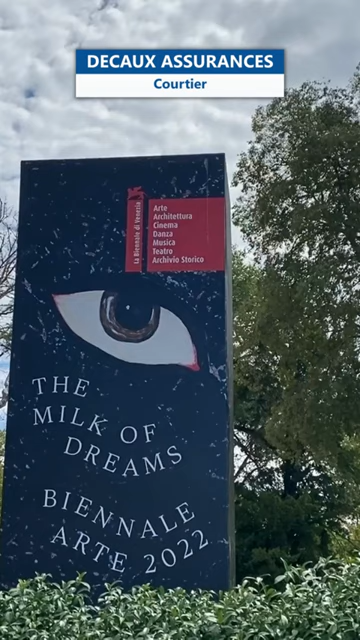 DECAUX ASSURANCES
Courtier
La Biennale di Venezia
Arte
Architettura
Cinema
Danza
Musica
Teatro
Archivio Storico
THE
MILK OF
DREAMS
BIENNALE
ARTE 2022